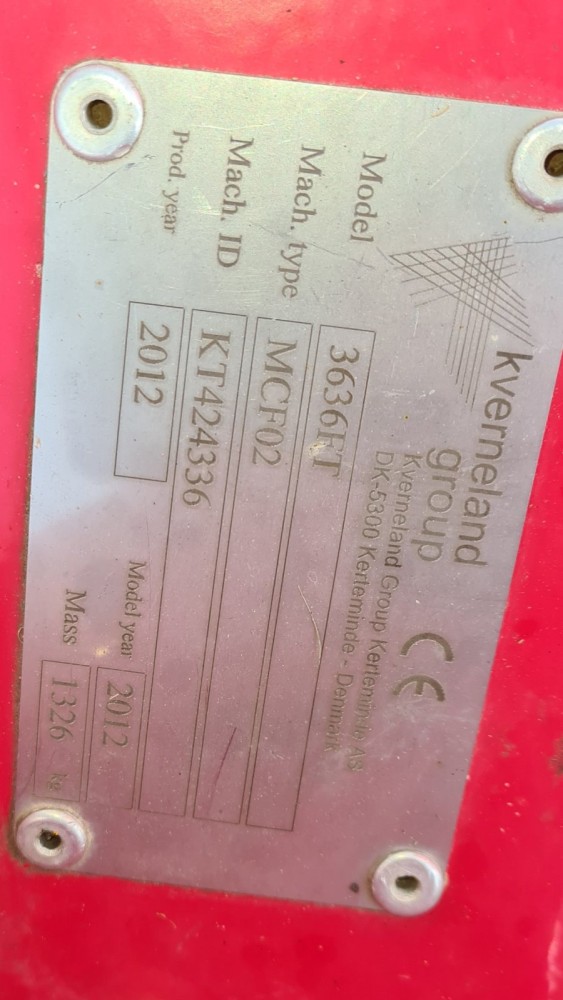 kverneland
group
Kverneland Group Kerteminde AS
DK-5300 Kerteminde - Denmark
CE
Model 3636FT
Mach. type MCF02
Mach. ID KT424336
Prod. year 2012
Model year 2012
Mass 1326 kg